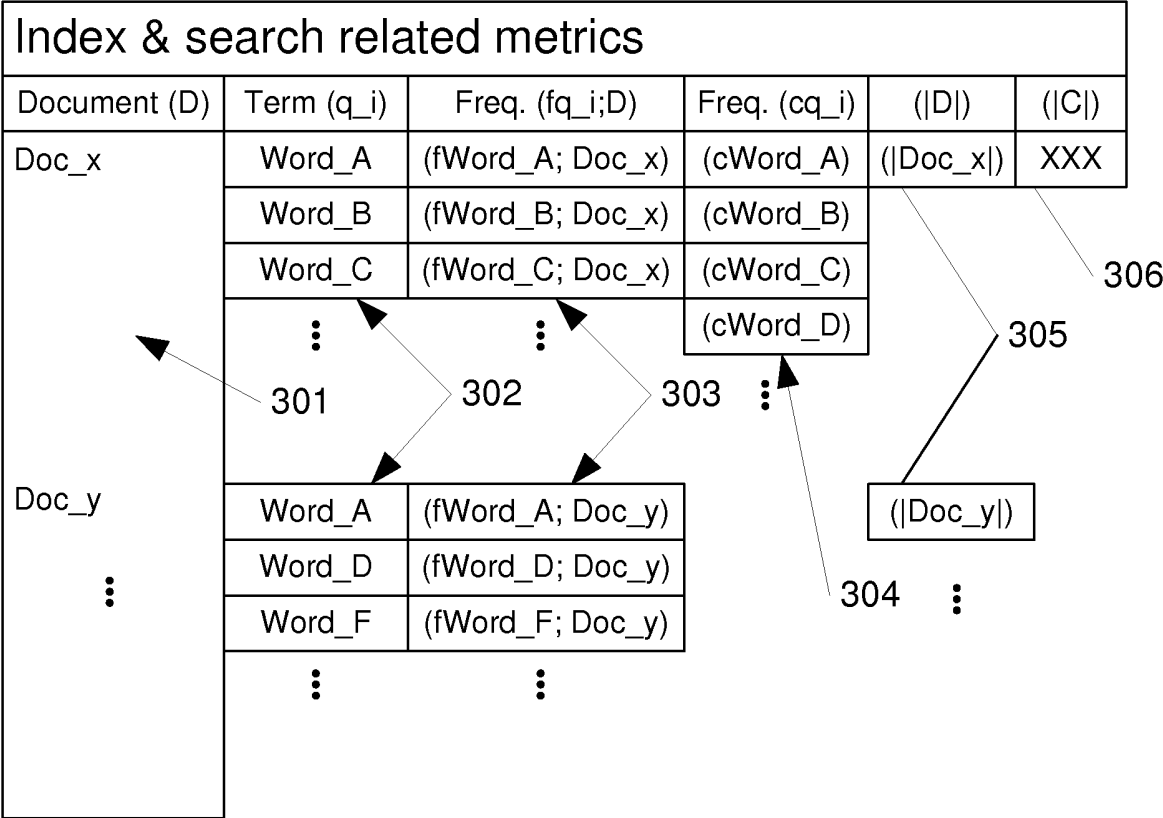 Index & search related metrics
Document (D) Term (q_i) Freq. (fq_i;D) Freq. (cq_i) (|D|) (|C|)
Doc_x Word_A (fWord_A; Doc_x) (cWord_A) (|Doc_x|) XXX
Word_B (fWord_B; Doc_x) (cWord_B)
Word_C (fWord_C; Doc_x) (cWord_C)
306
(cWord_D)
305
301 302 303
Doc_y Word_A (fWord_A; Doc_y) (|Doc_y|)
Word_D (fWord_D; Doc_y)
304
Word_F (fWord_F; Doc_y)